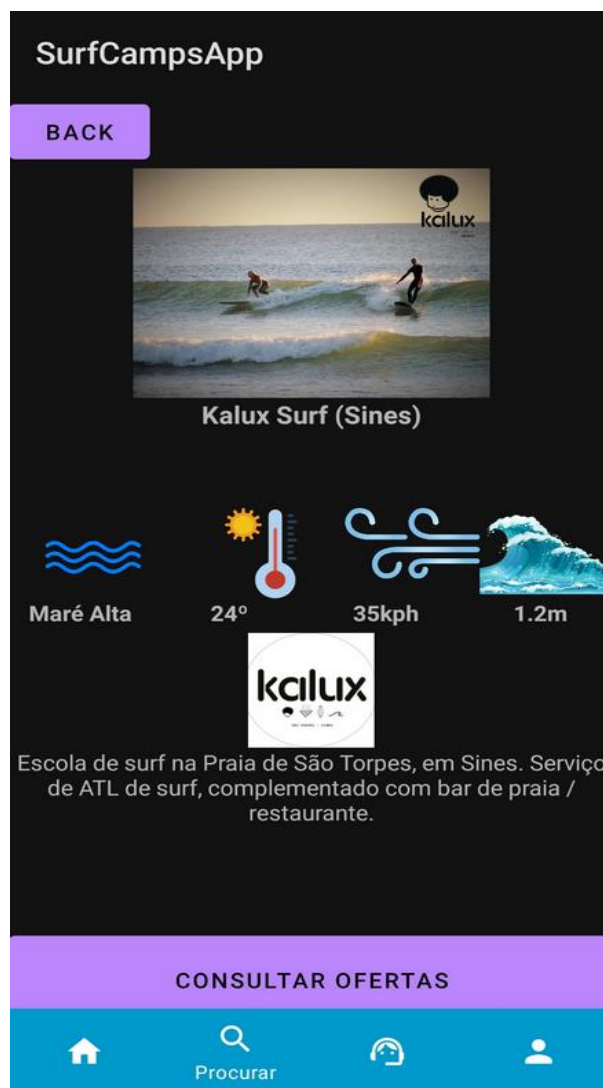 SurfCampsApp
BACK
kalux
Kalux Surf (Sines)
Maré Alta
24º
35kph
1.2m
kalux
Escola de surf na Praia de São Torpes, em Sines. Serviço
de ATL de surf, complementado com bar de praia /
restaurante.
CONSULTAR OFERTAS
Procurar